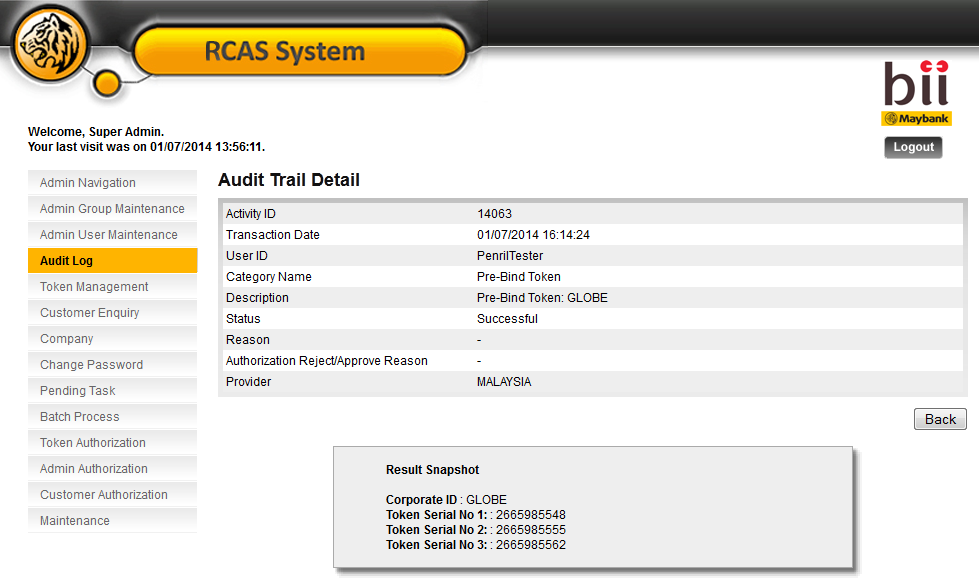 RCAS System
bii
Maybank
Welcome, Super Admin.
Your last visit was on 01/07/2014 13:56:11.
Logout
Admin Navigation
Admin Group Maintenance
Admin User Maintenance
Audit Log
Token Management
Customer Enquiry
Company
Change Password
Pending Task
Batch Process
Token Authorization
Admin Authorization
Customer Authorization
Maintenance
Audit Trail Detail
Activity ID 14063
Transaction Date 01/07/2014 16:14:24
User ID PenrilTester
Category Name Pre-Bind Token
Description Pre-Bind Token: GLOBE
Status Successful
Reason -
Authorization Reject/Approve Reason -
Provider MALAYSIA
Back
Result Snapshot
Corporate ID : GLOBE
Token Serial No 1: : 2665985548
Token Serial No 2: : 2665985555
Token Serial No 3: : 2665985562